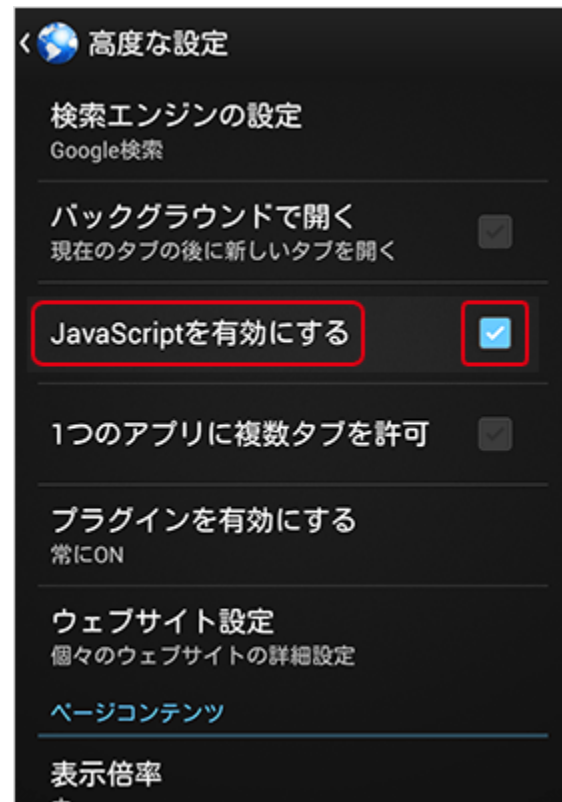 高度な設定
検索エンジンの設定
Google検索
バックグラウンドで開く
現在のタブの後に新しいタブを開く
JavaScriptを有効にする
1つのアプリに複数タブを許可
プラグインを有効にする
常にON
ウェブサイト設定
個々のウェブサイトの詳細設定
ページコンテンツ
表示倍率